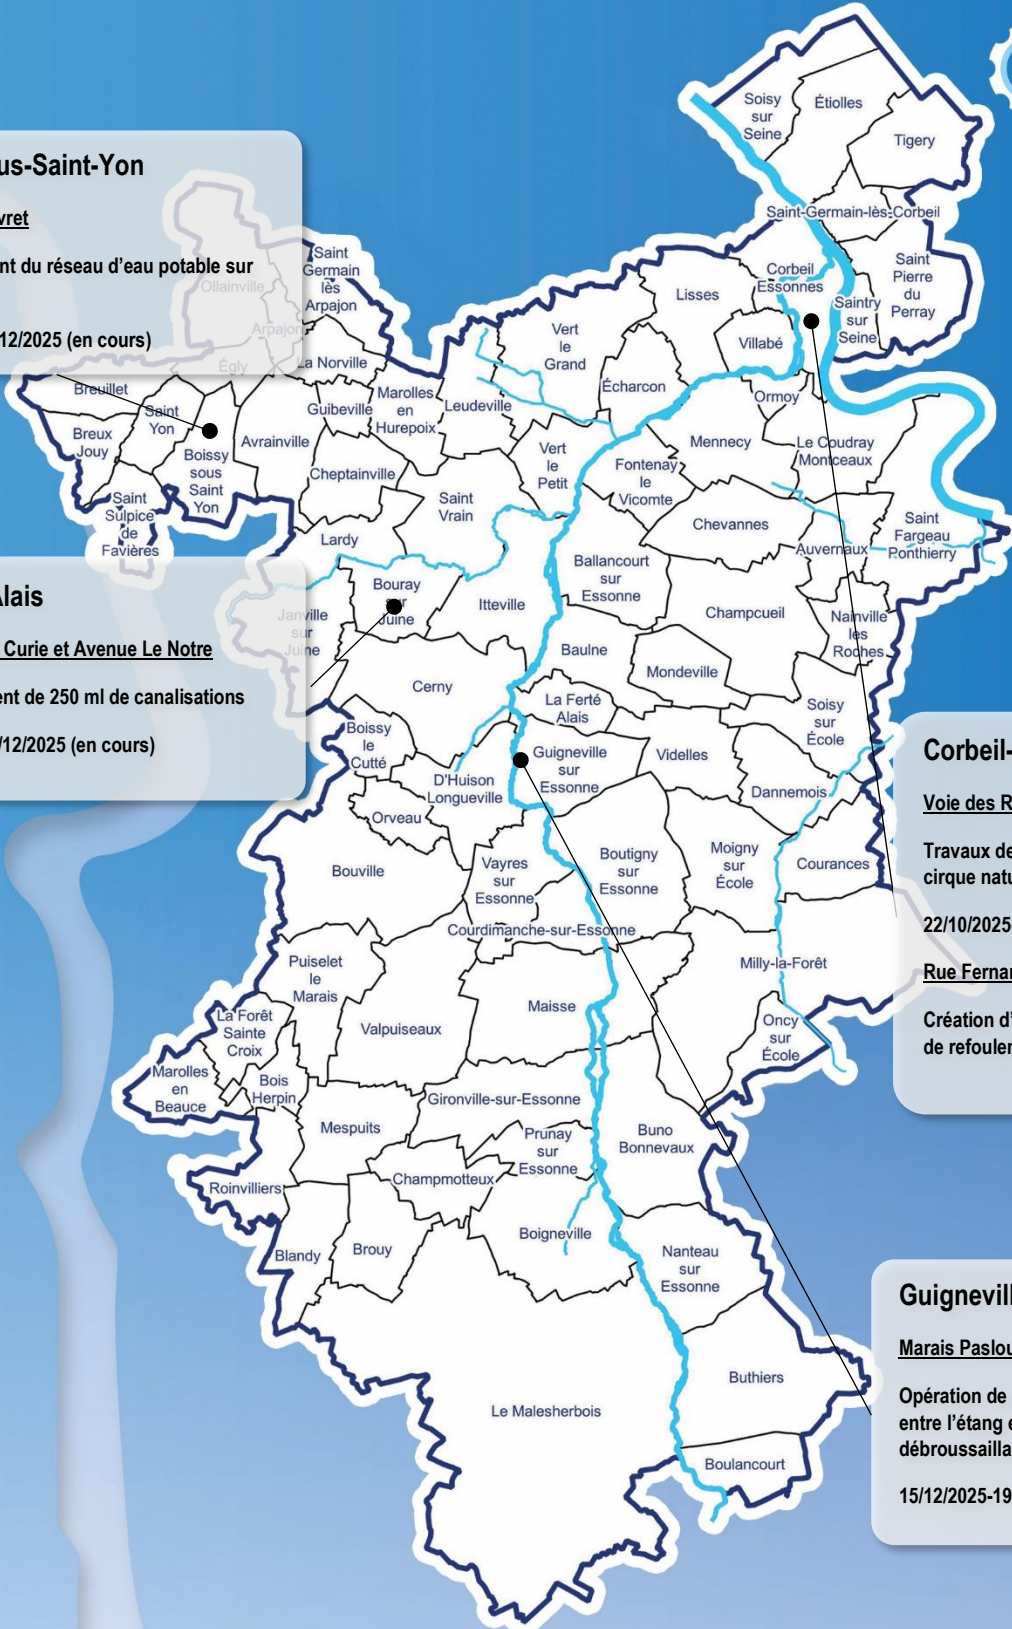 us-Saint-Yon
vret
nt du réseau d'eau potable sur
12/2025 (en cours)
Alais
Curie et Avenue Le Notre
ent de 250 ml de canalisations
/12/2025 (en cours)
Corbeil-
Voie des R
Travaux de
cirque natu
22/10/2025-
Rue Fernan
Création d'
de refouler
Guignevill
Marais Paslou
Opération de
entre l'étang e
débroussailla
15/12/2025-19
Soisy
sur
Seine
Étiolles
Tigery
Saint-Germain-lès-Corbeil
Saint
Pierre
du
Perray
Corbeil
Essonnes
Saintry
sur
Seine
Lisses
Villabé
Ormoy
Vert
le
Grand
Écharcon
Mennecy
Le Coudray
Montceaux
Saint
Fargeau
Ponthierry
Auvernaux
Chevannes
Fontenay
le
Vicomte
Vert
le
Petit
Leudeville
Marolles
en
Hurepoix
Guibeville
La Norville
Saint
Germain
lès
Arpajon
Arpajon
Ollainville
Égly
Breuillet
Breux
Jouy
Saint
Yon
Boissy
sous
Saint
Yon
Saint
Sulpice
de
Favières
Avrainville
Cheptainville
Saint
Vrain
Lardy
Janville
sur
Juine
Bouray
sur
Juine
Itteville
Ballancourt
sur
Essonne
Champcueil
Nainville
les
Roches
Baulne
Mondeville
Cerny
La Ferté
Alais
Soisy
sur
École
Boissy
le
Cutté
D'Huison
Longueville
Guigneville
sur
Essonne
Videlles
Dannemois
Orveau
Bouville
Vayres
sur
Essonne
Boutigny
sur
Essonne
Moigny
sur
École
Courances
Courdimanche-sur-Essonne
Milly-la-Forêt
Oncy
sur
École
Puiselet
le
Marais
Valpuiseaux
Maisse
La Forêt
Sainte
Croix
Marolles
en
Beauce
Bois
Herpin
Mespuits
Gironville-sur-Essonne
Prunay
sur
Essonne
Buno
Bonnevaux
Roinvilliers
Champmotteux
Boigneville
Blandy
Brouy
Nanteau
sur
Essonne
Le Malesherbois
Buthiers
Boulancourt